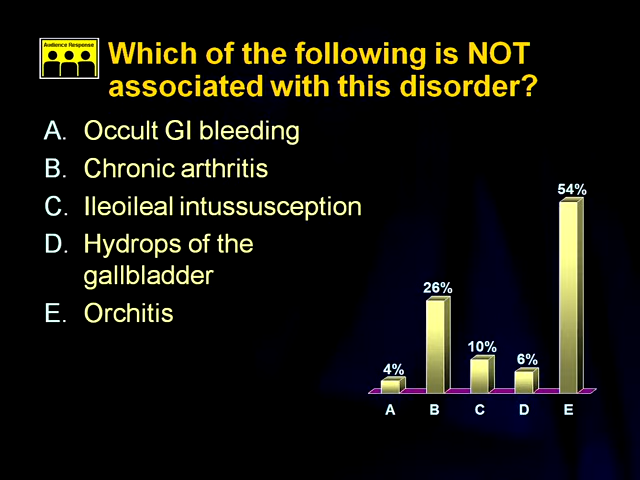 Audience Response
Which of the following is NOT
associated with this disorder?
A. Occult GI bleeding
B. Chronic arthritis
C. Ileoileal intussusception
D. Hydrops of the
gallbladder
E. Orchitis
54%
26%
10%
6%
4%
A B C D E